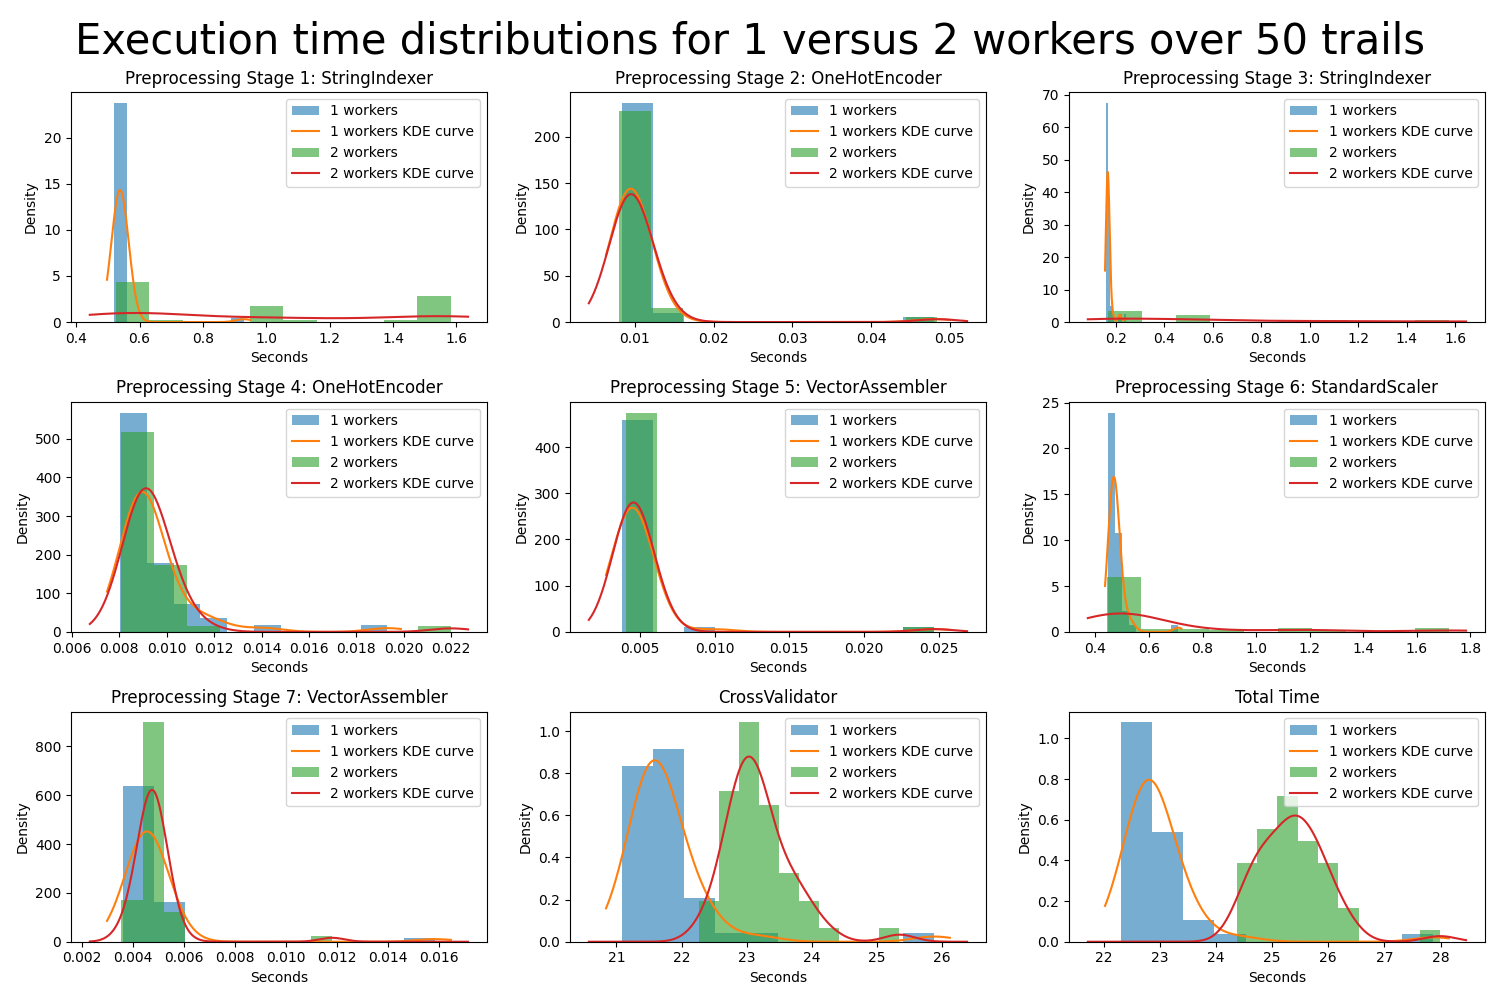 Execution time distributions for 1 versus 2 workers over 50 trails
Preprocessing Stage 1: StringIndexer
1 workers
1 workers KDE curve
2 workers
2 workers KDE curve
Density
0
5
10
15
20
0.4 0.6 0.8 1.0 1.2 1.4 1.6
Seconds
Preprocessing Stage 2: OneHotEncoder
1 workers
1 workers KDE curve
2 workers
2 workers KDE curve
Density
200
150
100
50
0
0.01 0.02 0.03 0.04 0.05
Seconds
Preprocessing Stage 3: StringIndexer
1 workers
1 workers KDE curve
2 workers
2 workers KDE curve
Density
70
60
50
40
30
20
10
0
0.2 0.4 0.6 0.8 1.0 1.2 1.4 1.6
Seconds
Preprocessing Stage 4: OneHotEncoder
1 workers
1 workers KDE curve
2 workers
2 workers KDE curve
Density
500
400
300
200
100
0
0.006 0.008 0.010 0.012 0.014 0.016 0.018 0.020 0.022
Seconds
Preprocessing Stage 5: VectorAssembler
1 workers
1 workers KDE curve
2 workers
2 workers KDE curve
Density
400
300
200
100
0
0.005 0.010 0.015 0.020 0.025
Seconds
Preprocessing Stage 6: StandardScaler
1 workers
1 workers KDE curve
2 workers
2 workers KDE curve
Density
25
20
15
10
5
0
0.4 0.6 0.8 1.0 1.2 1.4 1.6 1.8
Seconds
Preprocessing Stage 7: VectorAssembler
1 workers
1 workers KDE curve
2 workers
2 workers KDE curve
Density
800
600
400
200
0
0.002 0.004 0.006 0.008 0.010 0.012 0.014 0.016
Seconds
CrossValidator
1 workers
1 workers KDE curve
2 workers
2 workers KDE curve
Density
1.0
0.8
0.6
0.4
0.2
0.0
21 22 23 24 25 26
Seconds
Total Time
1 workers
1 workers KDE curve
2 workers
2 workers KDE curve
Density
1.0
0.8
0.6
0.4
0.2
0.0
22 23 24 25 26 27 28
Seconds